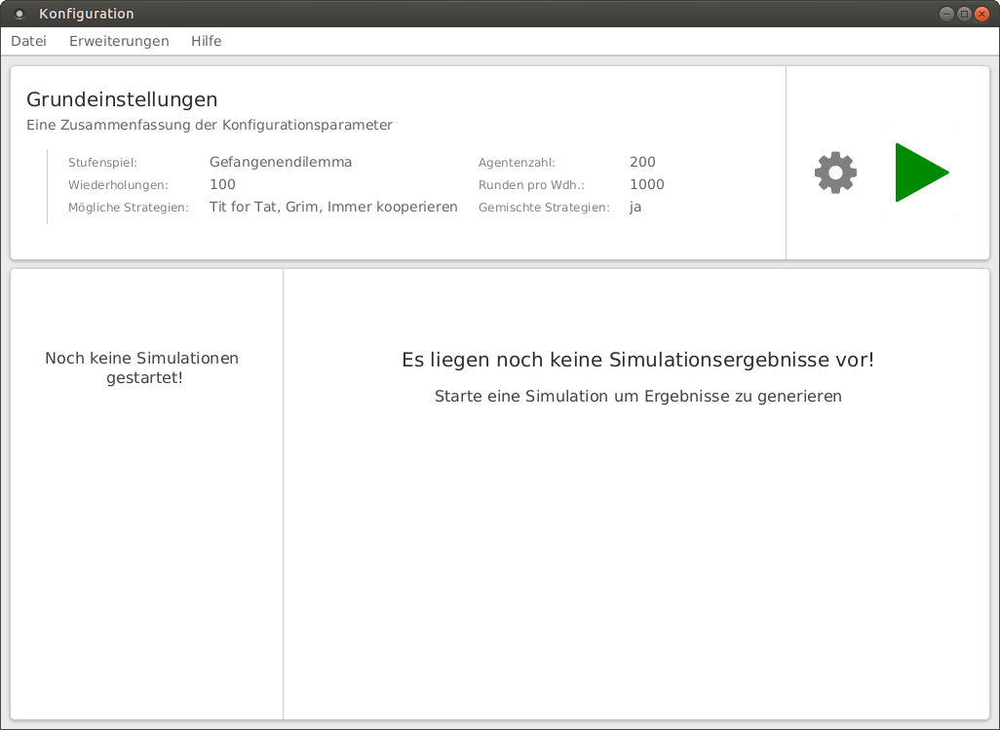 Konfiguration
Datei Erweiterungen Hilfe
Grundeinstellungen
Eine Zusammenfassung der Konfigurationsparameter
Stufenspiel: Gefangenendilemma Agentenzahl: 200
Wiederholungen: 100 Runden pro Wdh.: 1000
Mögliche Strategien: Tit for Tat, Grim, Immer kooperieren Gemischte Strategien: ja
Noch keine Simulationen
gestartet!
Es liegen noch keine Simulationsergebnisse vor!
Starte eine Simulation um Ergebnisse zu generieren